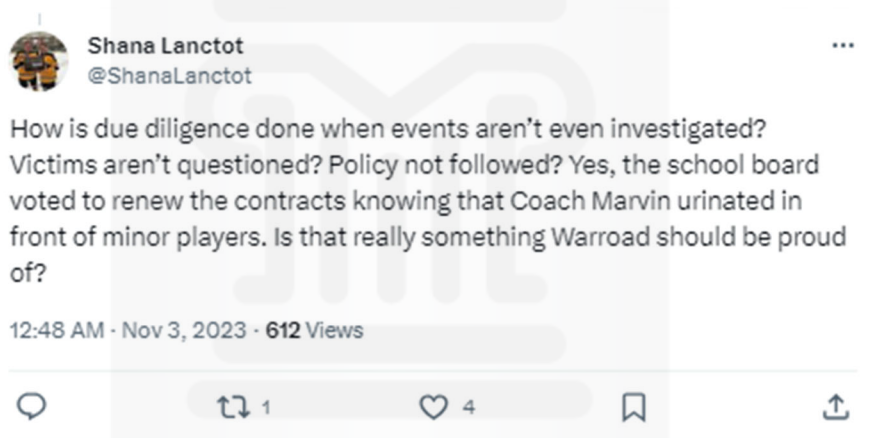 Shana Lanctot
@ShanaLanctot
How is due diligence done when events aren’t even investigated?
Victims aren’t questioned? Policy not followed? Yes, the school board
voted to renew the contracts knowing that Coach Marvin urinated in
front of minor players. Is that really something Warroad should be proud
of?
12:48 AM · Nov 3, 2023 · 612 Views
1 4